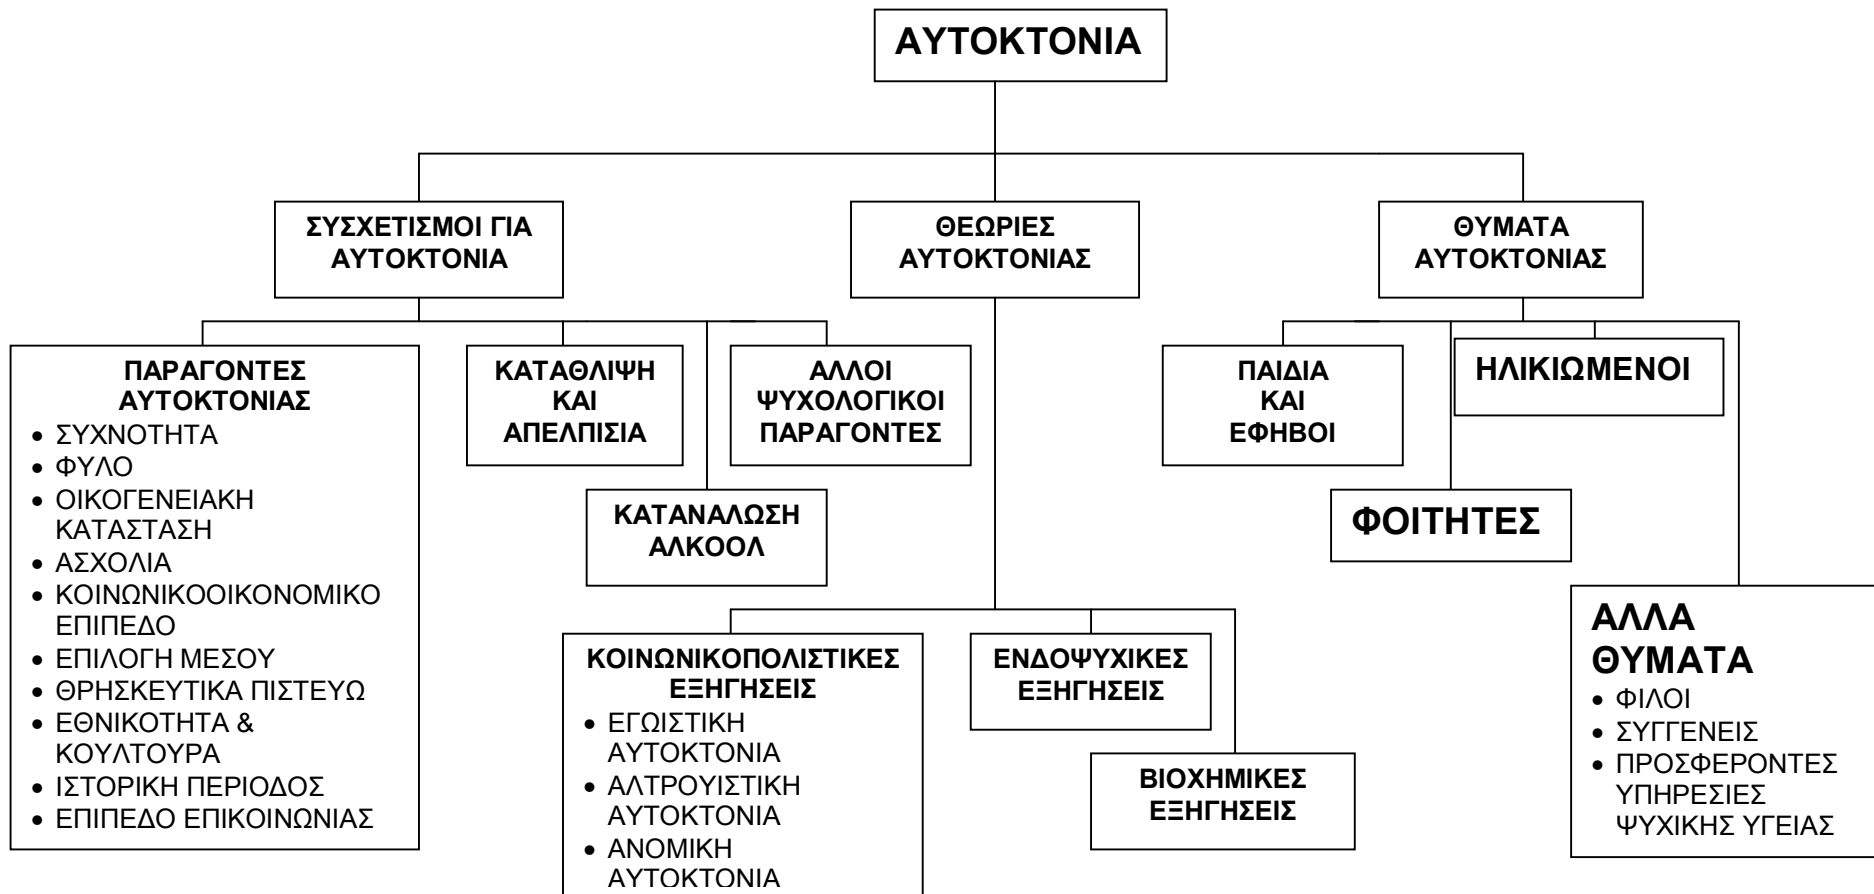 ΑΥΤΟΚΤΟΝΙΑ
ΣΥΣΧΕΤΙΣΜΟΙ ΓΙΑ
ΑΥΤΟΚΤΟΝΙΑ
ΘΕΩΡΙΕΣ
ΑΥΤΟΚΤΟΝΙΑΣ
ΘΥΜΑΤΑ
ΑΥΤΟΚΤΟΝΙΑΣ
ΠΑΡΑΓΟΝΤΕΣ
ΑΥΤΟΚΤΟΝΙΑΣ
• ΣΥΧΝΟΤΗΤΑ
• ΦΥΛΟ
• ΟΙΚΟΓΕΝΕΙΑΚΗ
ΚΑΤΑΣΤΑΣΗ
• ΑΣΧΟΛΙΑ
• ΚΟΙΝΩΝΙΚΟΟΙΚΟΝΟΜΙΚΟ
ΕΠΙΠΕΔΟ
• ΕΠΙΛΟΓΗ ΜΕΣΟΥ
• ΘΡΗΣΚΕΥΤΙΚΑ ΠΙΣΤΕΥΩ
• ΕΘΝΙΚΟΤΗΤΑ &
ΚΟΥΛΤΟΥΡΑ
• ΙΣΤΟΡΙΚΗ ΠΕΡΙΟΔΟΣ
• ΕΠΙΠΕΔΟ ΕΠΙΚΟΙΝΩΝΙΑΣ
ΚΑΤΑΘΛΙΨΗ
ΚΑΙ
ΑΠΕΛΠΙΣΙΑ
ΑΛΛΟΙ
ΨΥΧΟΛΟΓΙΚΟΙ
ΠΑΡΑΓΟΝΤΕΣ
ΚΑΤΑΝΑΛΩΣΗ
ΑΛΚΟΟΛ
ΚΟΙΝΩΝΙΚΟΠΟΛΙΣΤΙΚΕΣ
ΕΞΗΓΗΣΕΙΣ
• ΕΓΩΙΣΤΙΚΗ
ΑΥΤΟΚΤΟΝΙΑ
• ΑΛΤΡΟΥΙΣΤΙΚΗ
ΑΥΤΟΚΤΟΝΙΑ
• ΑΝΟΜΙΚΗ
ΑΥΤΟΚΤΟΝΙΑ
ΕΝΔΟΨΥΧΙΚΕΣ
ΕΞΗΓΗΣΕΙΣ
ΒΙΟΧΗΜΙΚΕΣ
ΕΞΗΓΗΣΕΙΣ
ΠΑΙΔΙΑ
ΚΑΙ
ΕΦΗΒΟΙ
ΗΛΙΚΙΩΜΕΝΟΙ
ΦΟΙΤΗΤΕΣ
ΑΛΛΑ
ΘΥΜΑΤΑ
• ΦΙΛΟΙ
• ΣΥΓΓΕΝΕΙΣ
• ΠΡΟΣΦΕΡΟΝΤΕΣ
ΥΠΗΡΕΣΙΕΣ
ΨΥΧΙΚΗΣ ΥΓΕΙΑΣ